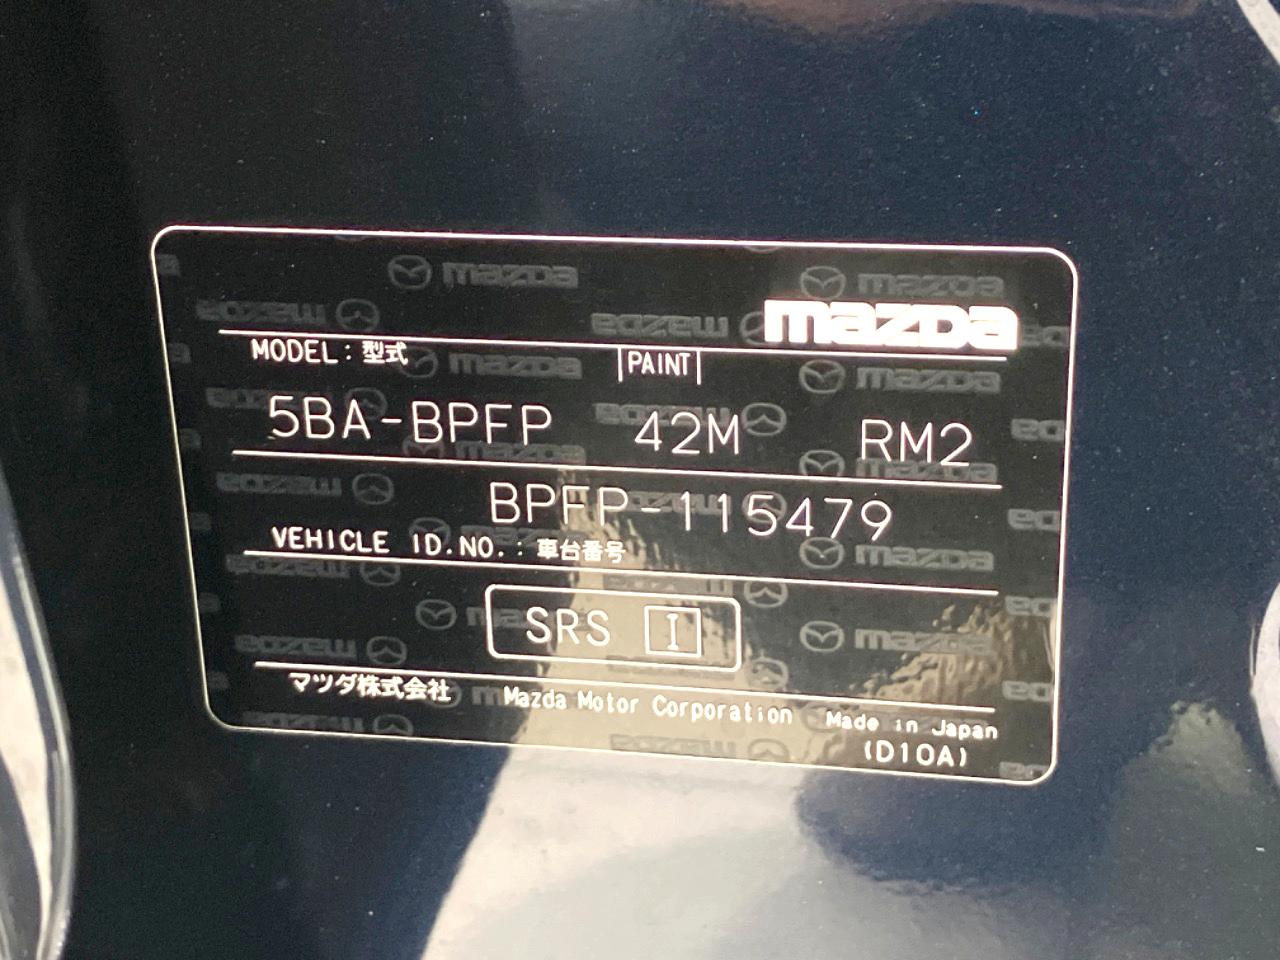 mazda
MODEL:型式 PAINT
5BA-BPFP 42M RM2
BPFP-115479
VEHICLE ID.NO.:車台番号
SRS I
マツダ株式会社 Mazda Motor Corporation Made in Japan
(D10A)